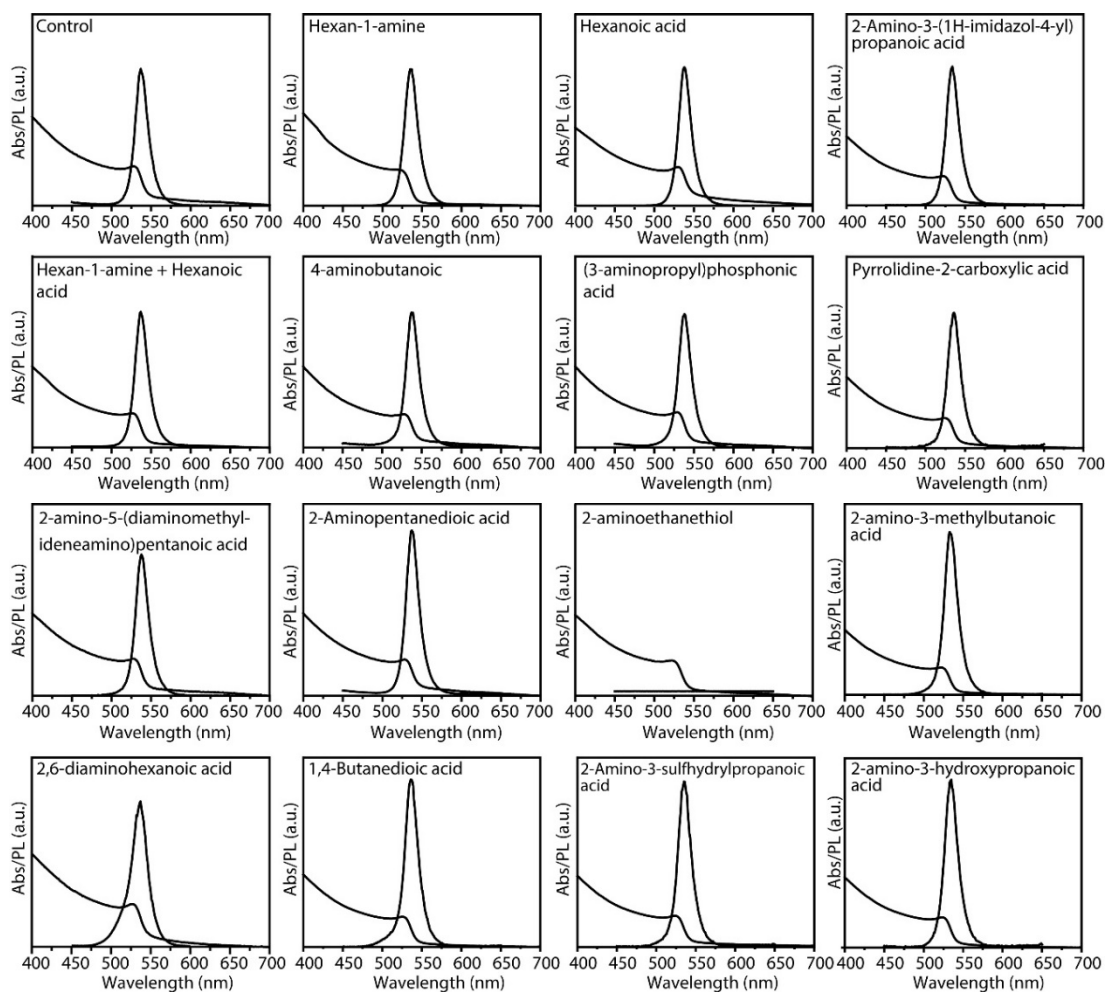 Control
Abs/PL (a.u.)
400 450 500 550 600 650 700
Wavelength (nm)
Hexan-1-amine
Abs/PL (a.u.)
400 450 500 550 600 650 700
Wavelength (nm)
Hexanoic acid
Abs/PL (a.u.)
400 450 500 550 600 650 700
Wavelength (nm)
2-Amino-3-(1H-imidazol-4-yl)
propanoic acid
Abs/PL (a.u.)
400 450 500 550 600 650 700
Wavelength (nm)
Hexan-1-amine + Hexanoic
acid
Abs/PL (a.u.)
400 450 500 550 600 650 700
Wavelength (nm)
4-aminobutanoic
Abs/PL (a.u.)
400 450 500 550 600 650 700
Wavelength (nm)
(3-aminopropyl)phosphonic
acid
Abs/PL (a.u.)
400 450 500 550 600 650 700
Wavelength (nm)
Pyrrolidine-2-carboxylic acid
Abs/PL (a.u.)
400 450 500 550 600 650 700
Wavelength (nm)
2-amino-5-(diaminomethyl-
ideneamino)pentanoic acid
Abs/PL (a.u.)
400 450 500 550 600 650 700
Wavelength (nm)
2-Aminopentanedioic acid
Abs/PL (a.u.)
400 450 500 550 600 650 700
Wavelength (nm)
2-aminoethanethiol
Abs/PL (a.u.)
400 450 500 550 600 650 700
Wavelength (nm)
2-amino-3-methylbutanoic
acid
Abs/PL (a.u.)
400 450 500 550 600 650 700
Wavelength (nm)
2,6-diaminohexanoic acid
Abs/PL (a.u.)
400 450 500 550 600 650 700
Wavelength (nm)
1,4-Butanedioic acid
Abs/PL (a.u.)
400 450 500 550 600 650 700
Wavelength (nm)
2-Amino-3-sulfhydrylpropanoic
acid
Abs/PL (a.u.)
400 450 500 550 600 650 700
Wavelength (nm)
2-amino-3-hydroxypropanoic
acid
Abs/PL (a.u.)
400 450 500 550 600 650 700
Wavelength (nm)